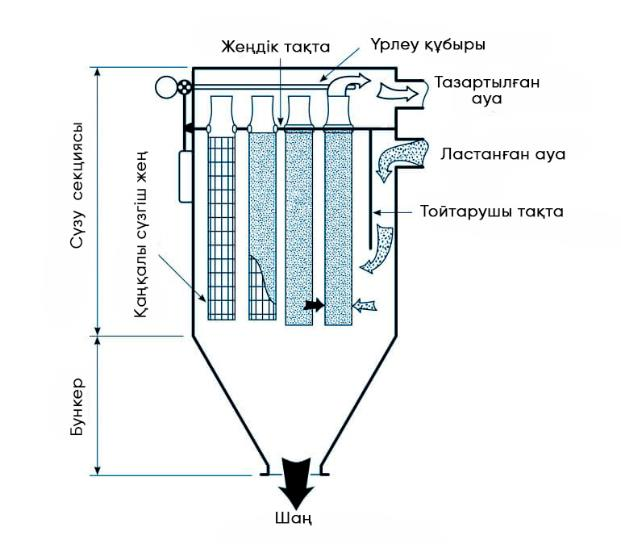 Жеңдік тақта
Үрлеу құбыры
Тазартылған
ауа
Ластанған ауа
Тойтарушы тақта
Сүзу секциясы
Қаңқалы сүзгіш жең
Бункер
Шаң